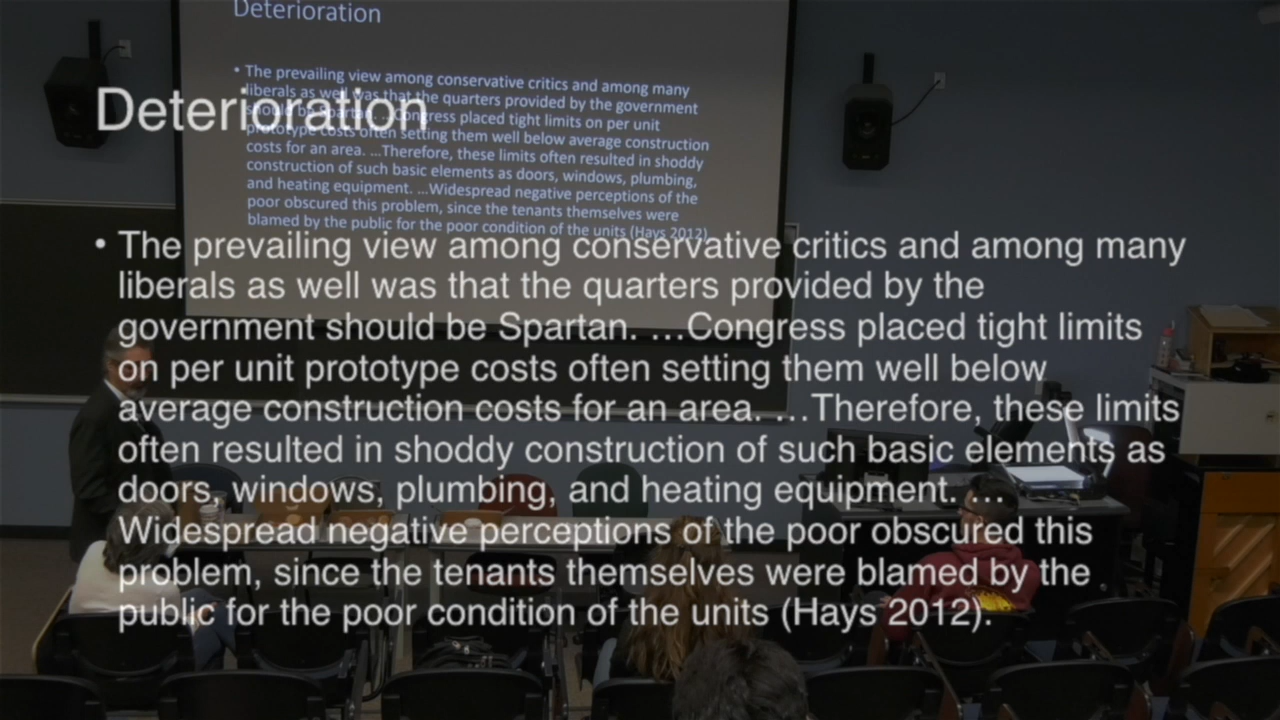 Deterioration
• The prevailing view among conservative critics and among many
liberals as well was that the quarters provided by the government
should be Spartan. ...Congress placed tight limits on per unit
prototype costs often setting them well below average construction
costs for an area. ...Therefore, these limits often resulted in shoddy
construction of such basic elements as doors, windows, plumbing,
and heating equipment. ...Widespread negative perceptions of the
poor obscured this problem, since the tenants themselves were
blamed by the public for the poor condition of the units (Hays 2012).
Deterioration
• The prevailing view among conservative critics and among many
liberals as well was that the quarters provided by the
government should be Spartan. ...Congress placed tight limits
on per unit prototype costs often setting them well below
average construction costs for an area. ...Therefore, these limits
often resulted in shoddy construction of such basic elements as
doors, windows, plumbing, and heating equipment. ...
Widespread negative perceptions of the poor obscured this
problem, since the tenants themselves were blamed by the
public for the poor condition of the units (Hays 2012).